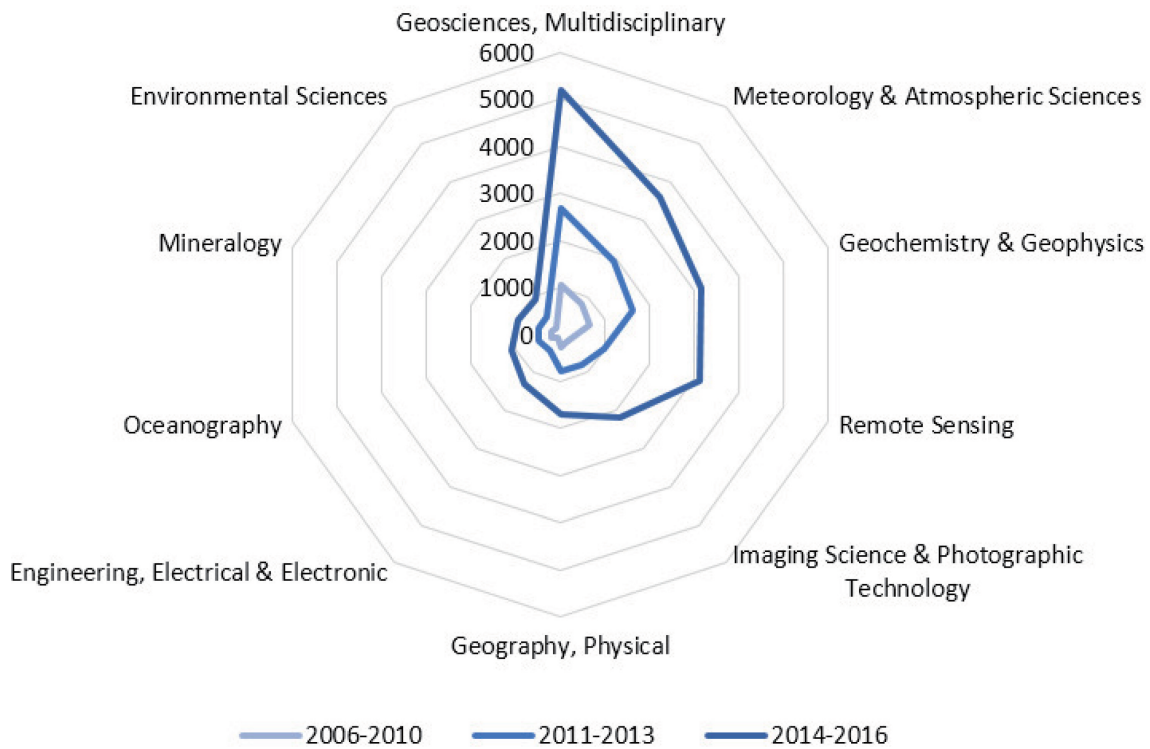 Geosciences, Multidisciplinary
6000
5000
4000
3000
2000
1000
0
Meteorology & Atmospheric Sciences
Geochemistry & Geophysics
Remote Sensing
Imaging Science & Photographic
Technology
Geography, Physical
Engineering, Electrical & Electronic
Oceanography
Mineralogy
Environmental Sciences
2006-2010
2011-2013
2014-2016